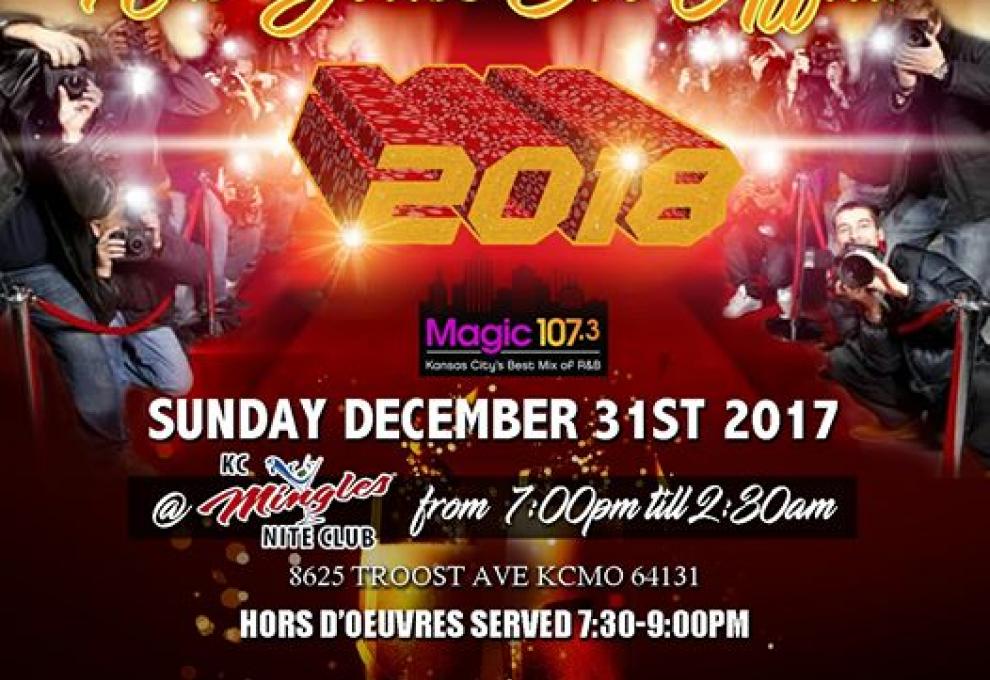 2018
Magic 107.3
Kansas City's Best Mix of R&B
SUNDAY DECEMBER 31ST 2017
@ KC Mingles NITE CLUB from 7:00pm till 2:30am
8625 TROOST AVE KCMO 64131
HORS D'OEUVRES SERVED 7:30-9:00PM